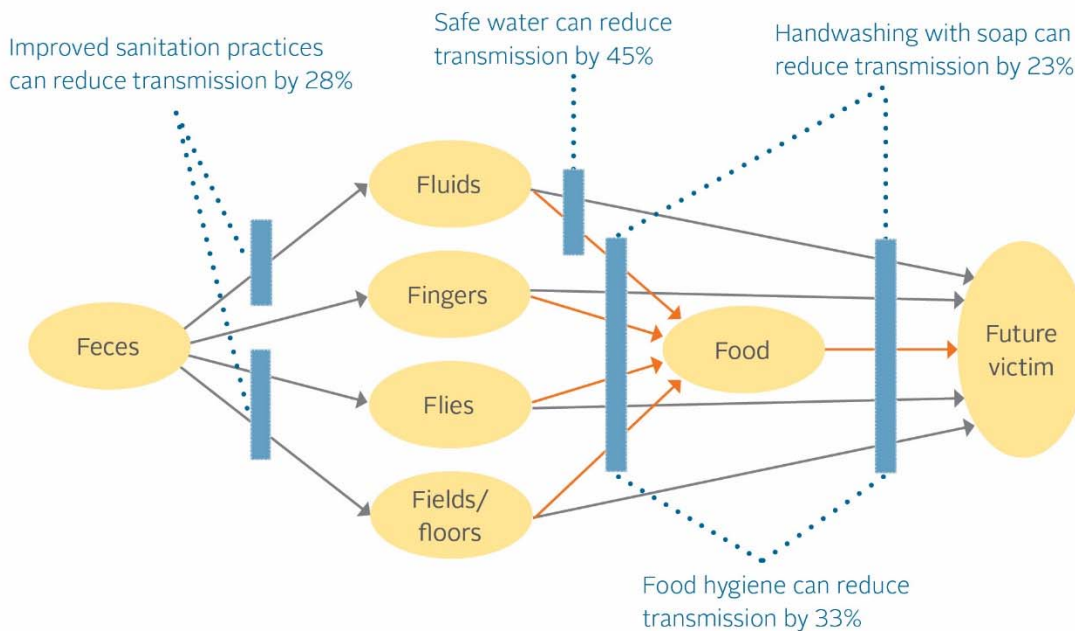 Improved sanitation practices
can reduce transmission by 28%
Safe water can reduce
transmission by 45%
Handwashing with soap can
reduce transmission by 23%
Fluids
Fingers
Feces
Food
Future
victim
Flies
Fields/
floors
Food hygiene can reduce
transmission by 33%